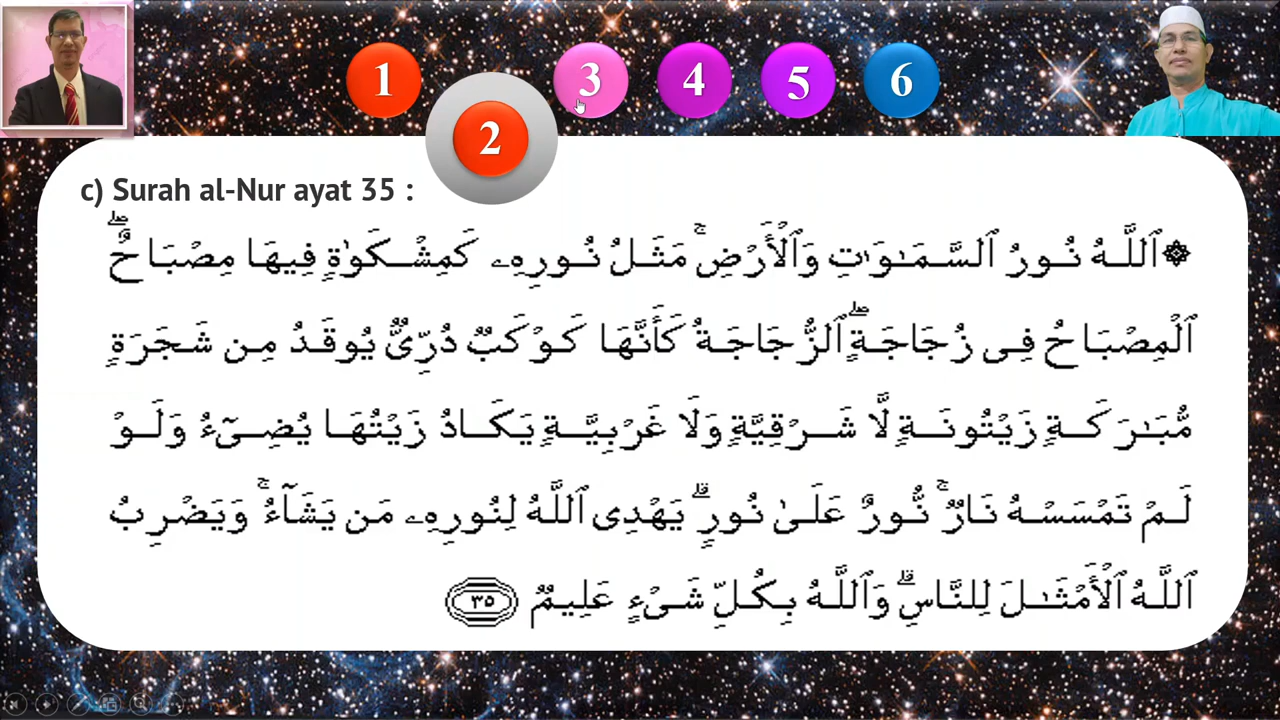 1 2 3 4 5 6
c) Surah al-Nur ayat 35 :
۞ ٱللَّهُ نُورُ ٱلسَّمَٰوَٰتِ وَٱلْأَرْضِ ۚ مَثَلُ نُورِهِۦ كَمِشْكَوٰةٍ فِيهَا مِصْبَاحٌ ۖ
ٱلْمِصْبَاحُ فِى زُجَاجَةٍ ۖ ٱلزُّجَاجَةُ كَأَنَّهَا كَوْكَبٌ دُرِّىٌّ يُوقَدُ مِن شَجَرَةٍ
مُّبَٰرَكَةٍ زَيْتُونَةٍ لَّا شَرْقِيَّةٍ وَلَا غَرْبِيَّةٍ يَكَادُ زَيْتُهَا يُضِىٓءُ وَلَوْ
لَمْ تَمْسَسْهُ نَارٌ ۚ نُّورٌ عَلَىٰ نُورٍ ۗ يَهْدِى ٱللَّهُ لِنُورِهِۦ مَن يَشَآءُ ۚ وَيَضْرِبُ
ٱللَّهُ ٱلْأَمْثَٰلَ لِلنَّاسِ ۗ وَٱللَّهُ بِكُلِّ شَىْءٍ عَلِيمٌ ٣٥